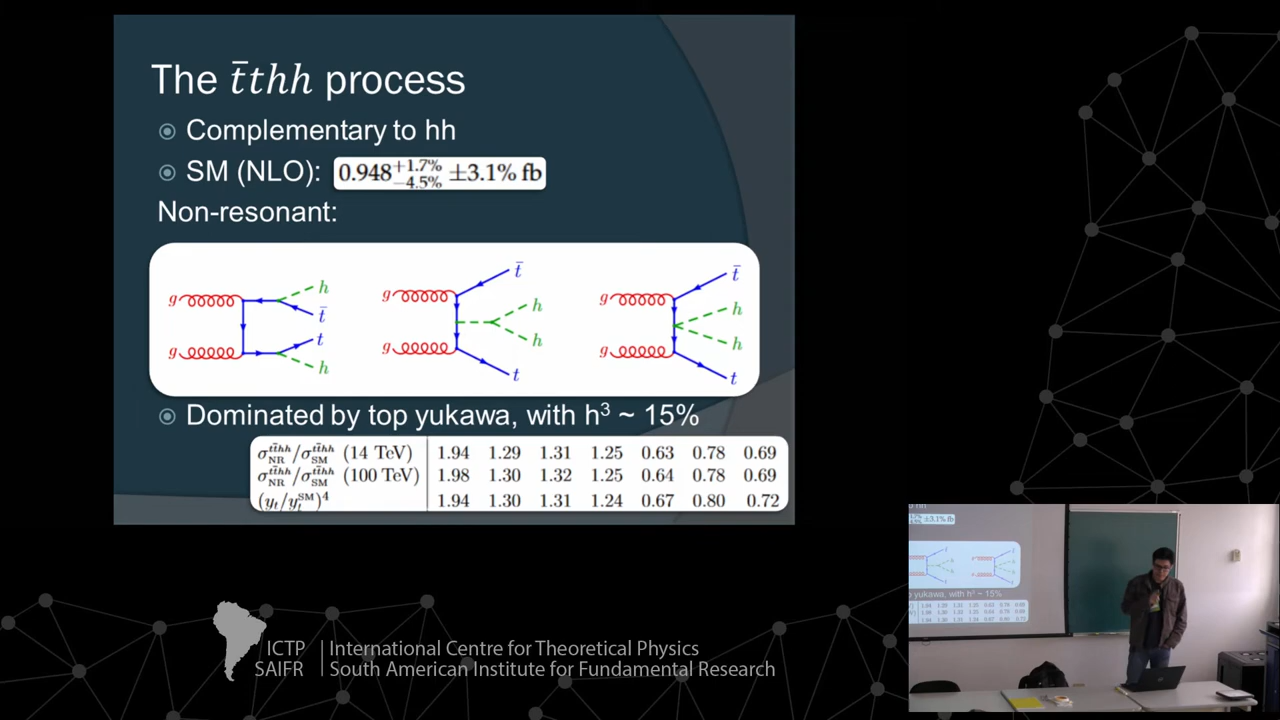 The t̄thh process
Complementary to hh
SM (NLO): 0.948 +1.7% −4.5% ±3.1% fb
Non-resonant:
g g h t̄ t h
g g t̄ h h t
g g t̄ h h t
Dominated by top yukawa, with h³ ~ 15%
σ^{t̄thh}_{NR}/σ^{t̄thh}_{SM} (14 TeV) 1.94 1.29 1.31 1.25 0.63 0.78 0.69
σ^{t̄thh}_{NR}/σ^{t̄thh}_{SM} (100 TeV) 1.98 1.30 1.32 1.25 0.64 0.78 0.69
(y_t/y_t^{SM})^4 1.94 1.30 1.31 1.24 0.67 0.80 0.72
ICTP
SAIFR
International Centre for Theoretical Physics
South American Institute for Fundamental Research